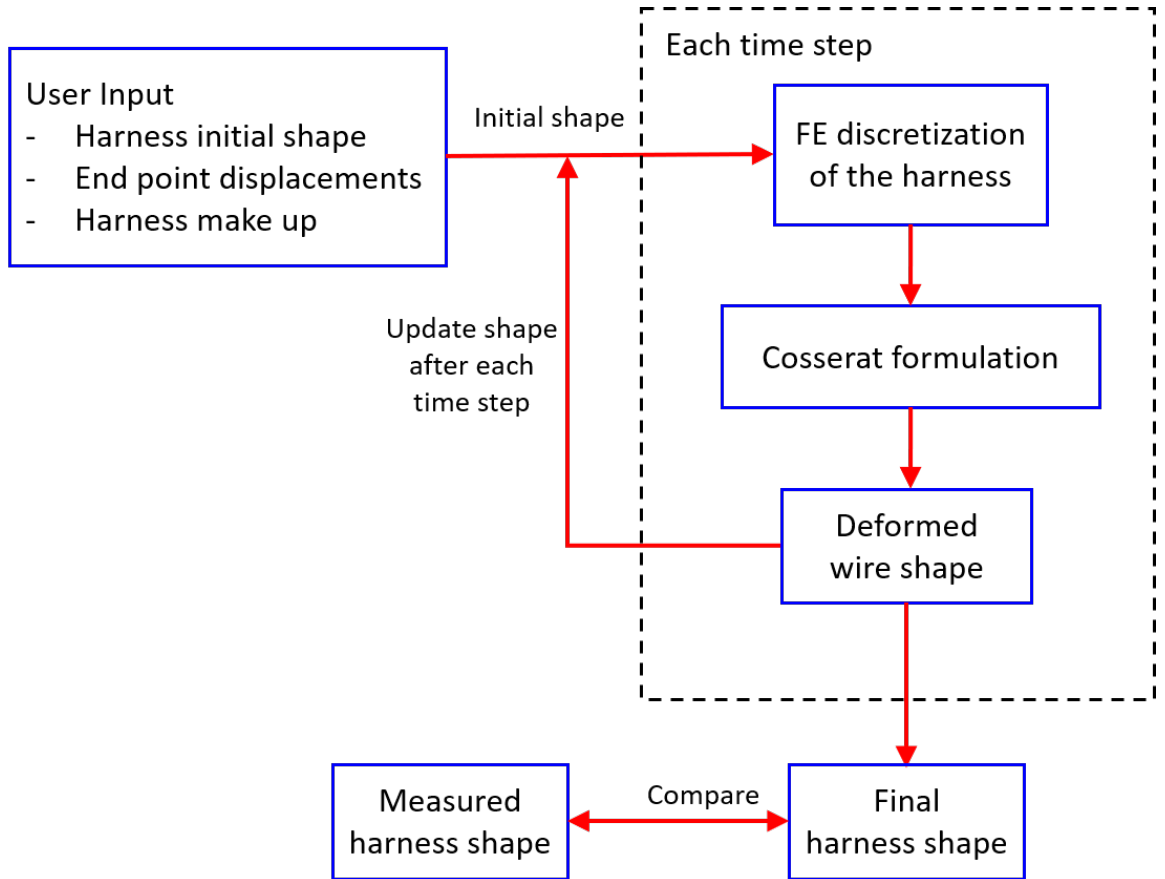 User Input
- Harness initial shape
- End point displacements
- Harness make up
Initial shape
Each time step
FE discretization
of the harness
Update shape
after each
time step
Cosserat formulation
Deformed
wire shape
Measured
harness shape
Compare
Final
harness shape